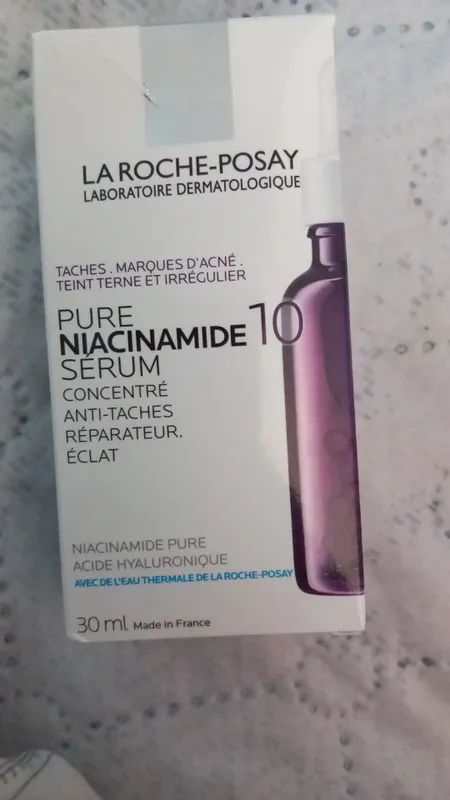 LA ROCHE-POSAY
LABORATOIRE DERMATOLOGIQUE
TACHES . MARQUES D'ACNÉ .
TEINT TERNE ET IRRÉGULIER
PURE
NIACINAMIDE 10
SÉRUM
CONCENTRÉ
ANTI-TACHES
RÉPARATEUR.
ÉCLAT
NIACINAMIDE PURE
ACIDE HYALURONIQUE
AVEC DE L'EAU THERMALE DE LA ROCHE-POSAY
30 ml Made in France